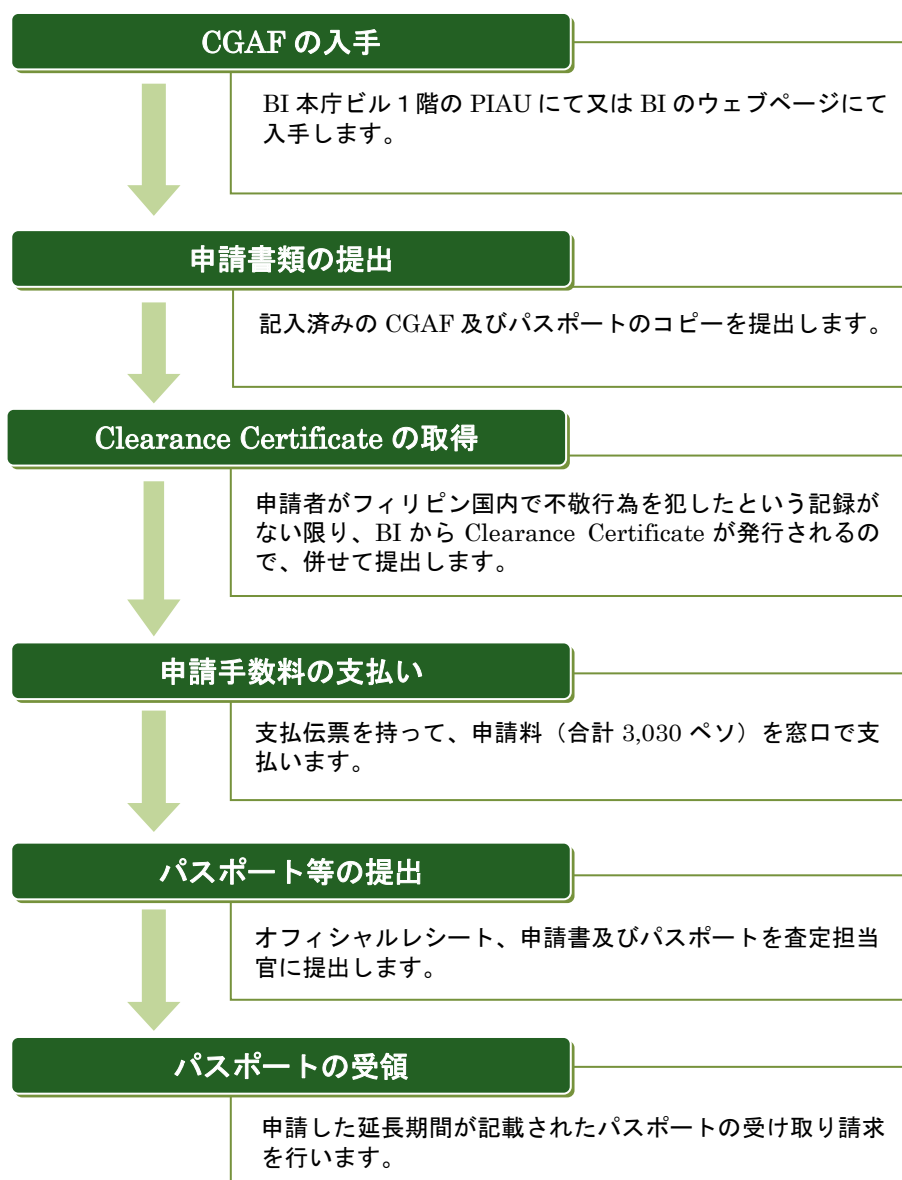 CGAF の入手
BI 本庁ビル１階の PIAU にて又は BI のウェブページにて
入手します。
申請書類の提出
記入済みの CGAF 及びパスポートのコピーを提出します。
Clearance Certificate の取得
申請者がフィリピン国内で不敬行為を犯したという記録が
ない限り、BI から Clearance Certificate が発行されるの
で、併せて提出します。
申請手数料の支払い
支払伝票を持って、申請料（合計 3,030 ペソ）を窓口で支
払います。
パスポート等の提出
オフィシャルレシート、申請書及びパスポートを査定担当
官に提出します。
パスポートの受領
申請した延長期間が記載されたパスポートの受け取り請求
を行います。